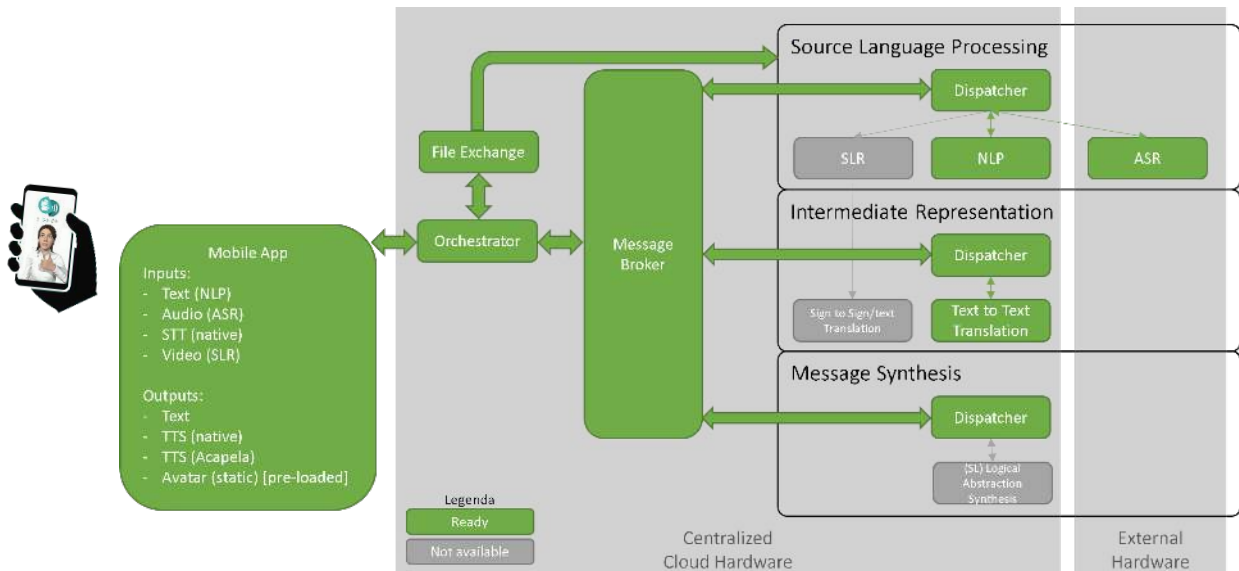 Source Language Processing
Dispatcher
File Exchange
SLR
NLP
ASR
Intermediate Representation
Orchestrator
Message
Broker
Dispatcher
Mobile App
Inputs:
- Text (NLP)
- Audio (ASR)
- STT (native)
- Video (SLR)
Sign to Sign/text
Translation
Text to Text
Translation
Message Synthesis
Outputs:
- Text
- TTS (native)
- TTS (Acapela)
- Avatar (static) [pre-loaded]
Dispatcher
(SL) Logical
Abstraction
Synthesis
Legenda
Ready
Not available
Centralized
Cloud Hardware
External
Hardware